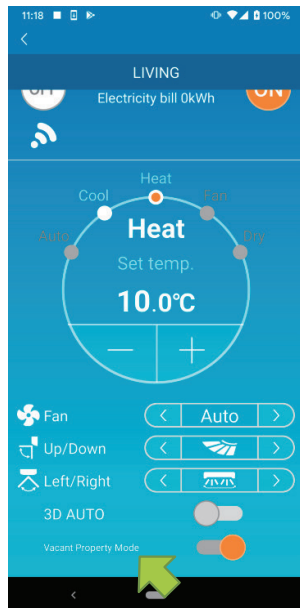 11:18 100%
LIVING
OFF ON
Electricity bill 0kWh
Heat
Cool Fan
Auto Dry
Heat
Set temp.
10.0°C
Fan Auto
Up/Down
Left/Right
3D AUTO
Vacant Property Mode